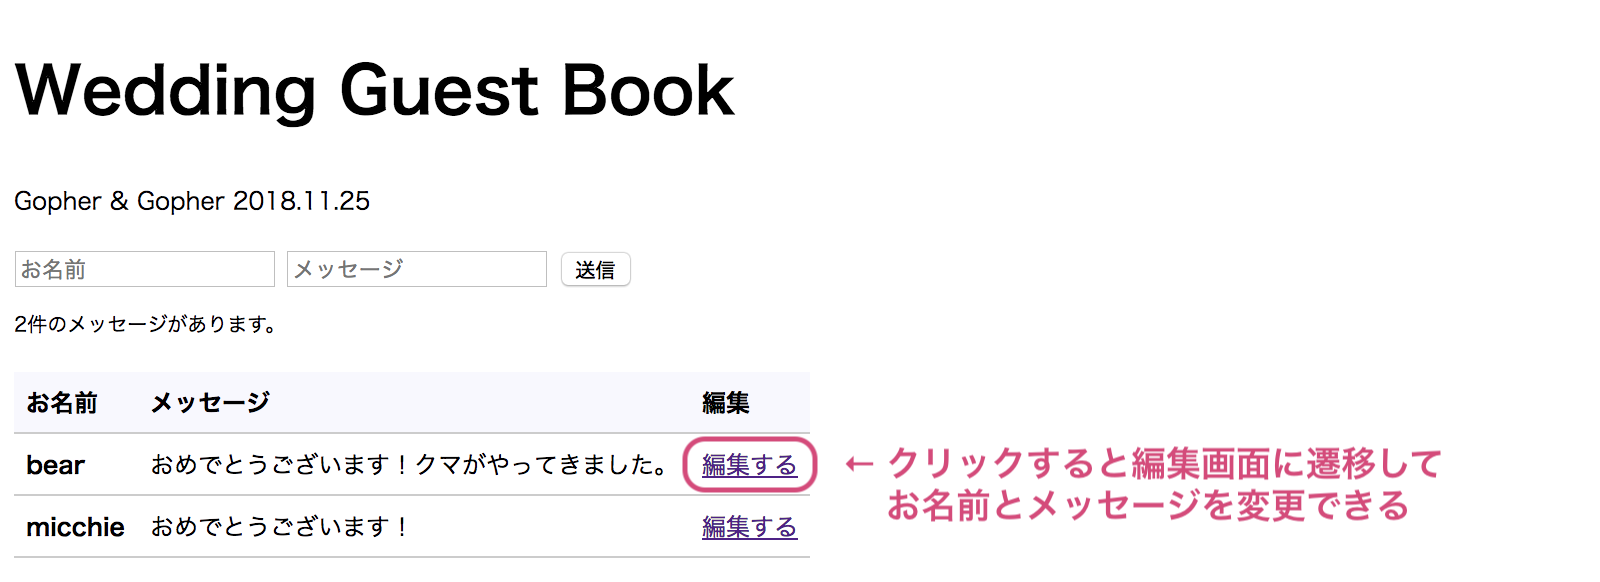 Wedding Guest Book
Gopher & Gopher 2018.11.25
お名前 メッセージ 送信
2件のメッセージがあります。
お名前 メッセージ 編集
bear おめでとうございます！クマがやってきました。 編集する
← クリックすると編集画面に遷移して
お名前とメッセージを変更できる
micchie おめでとうございます！ 編集する